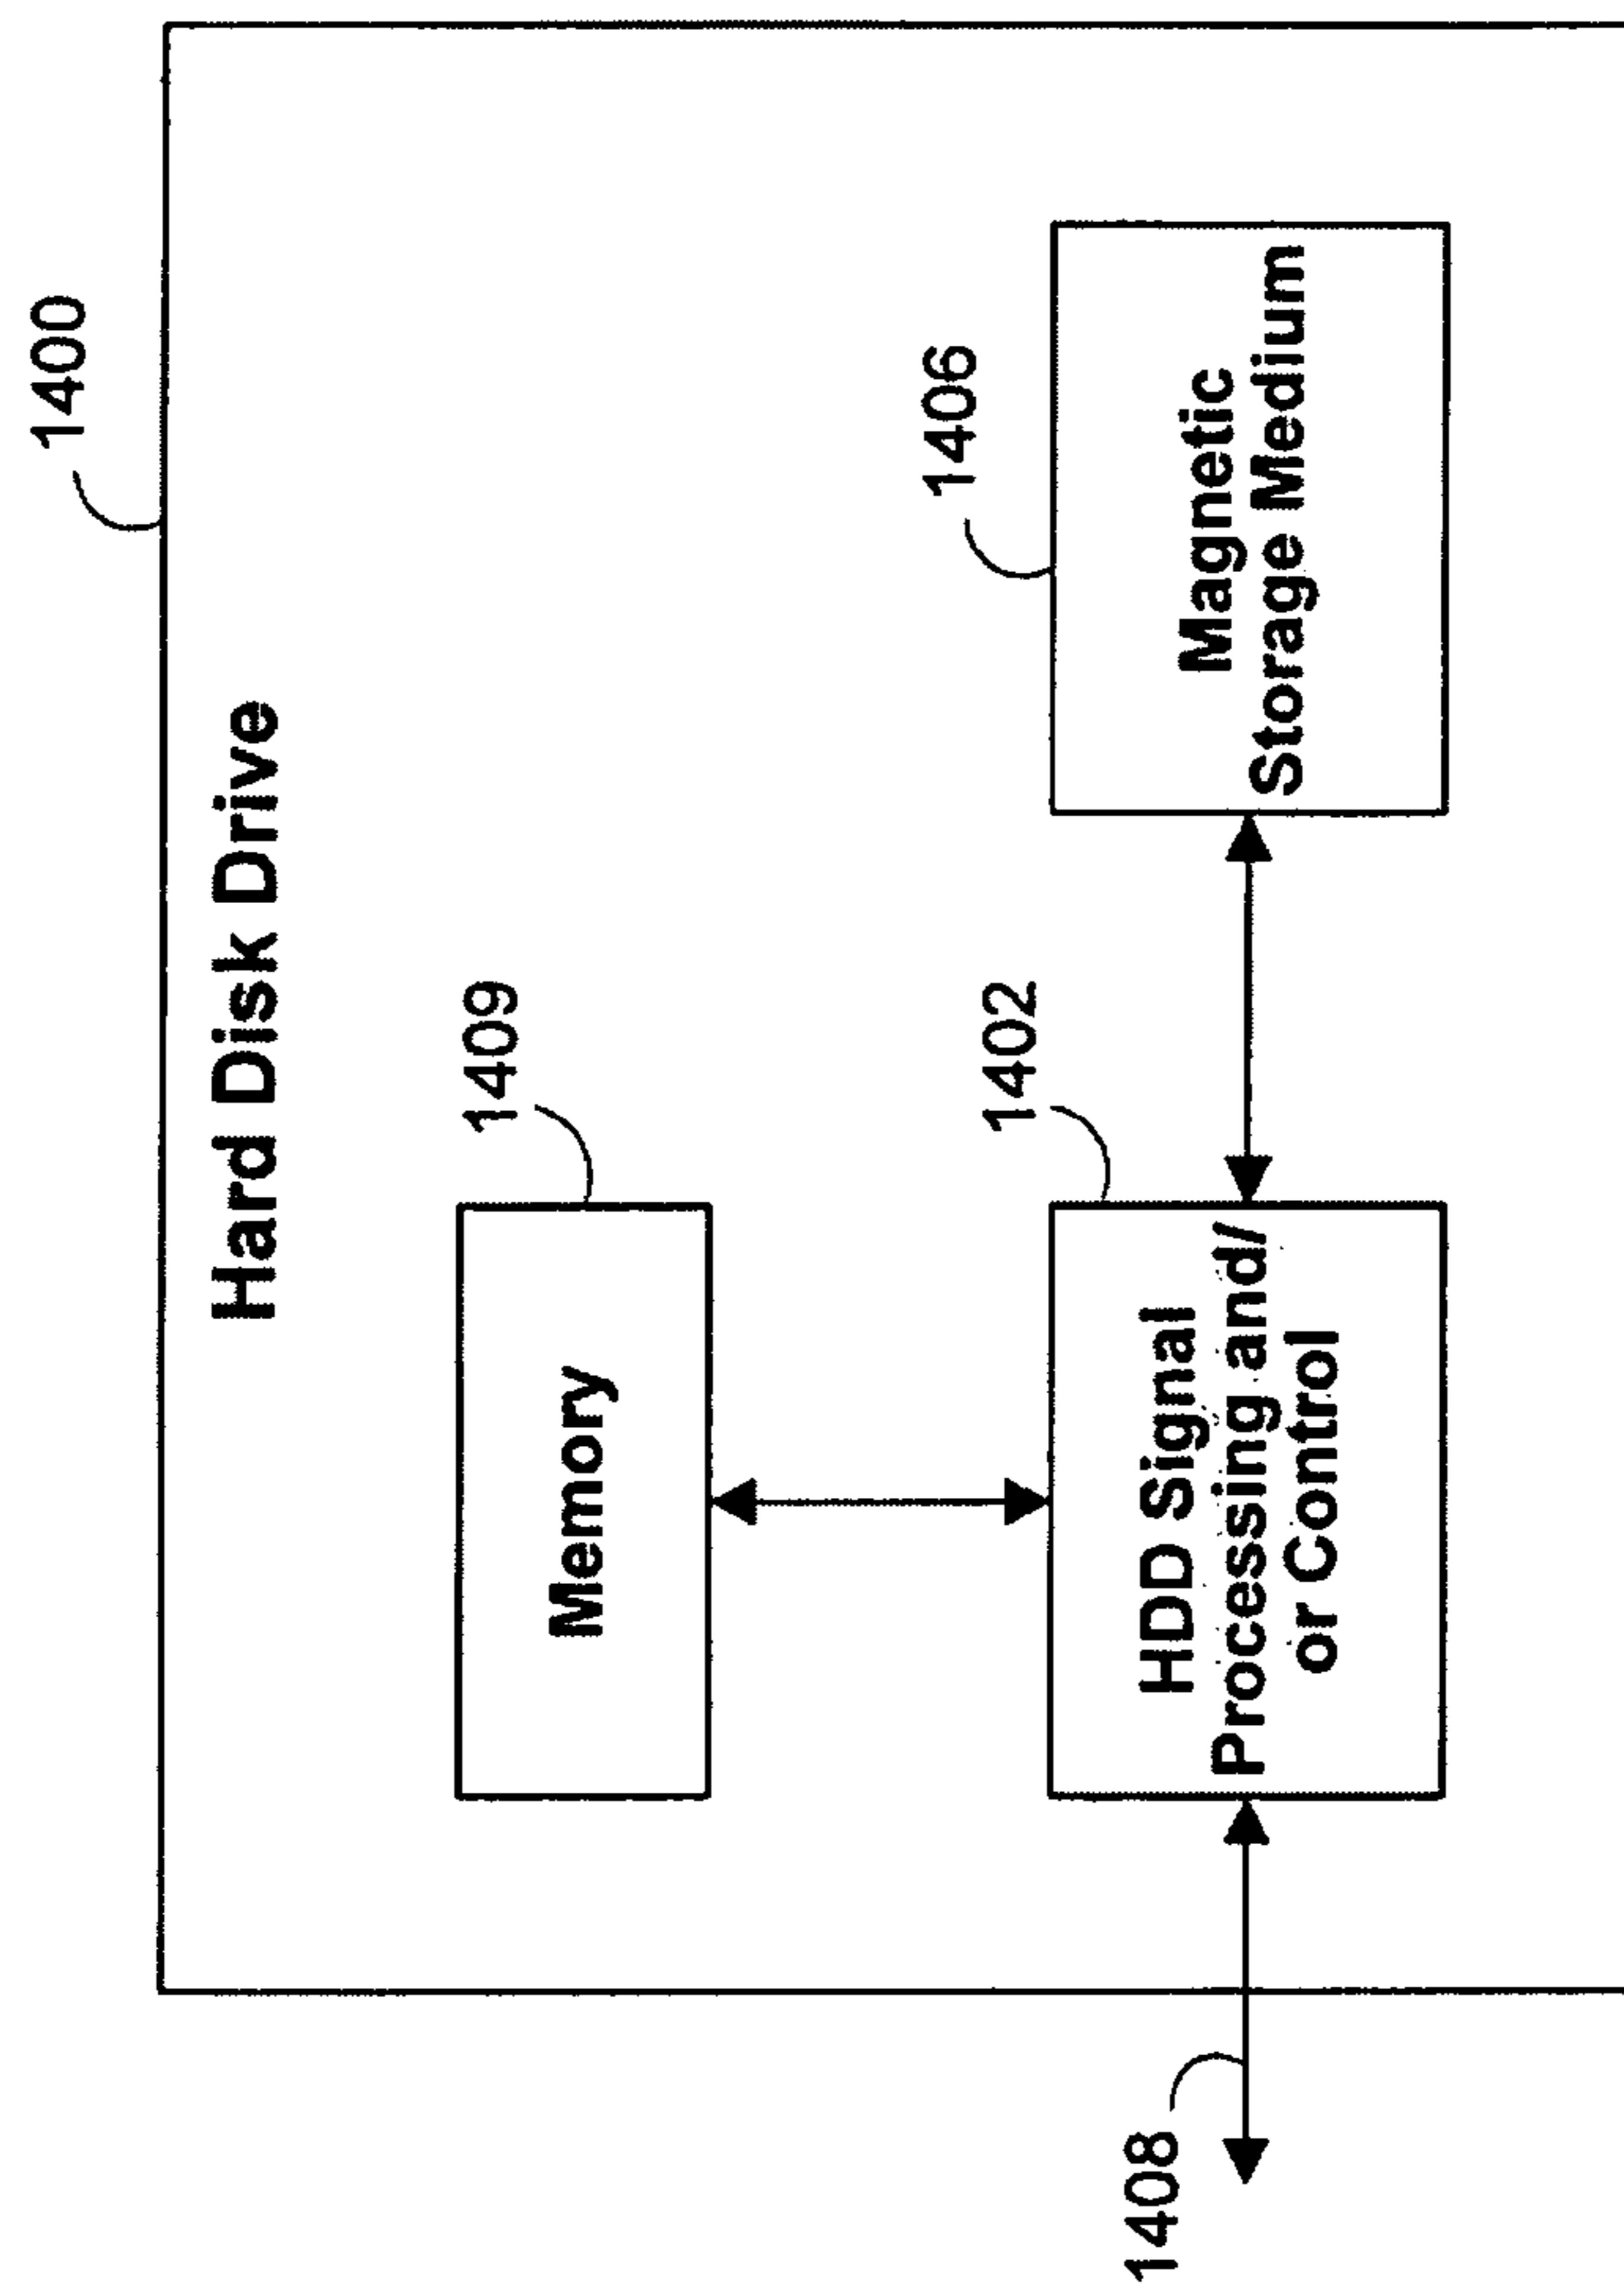 1400
Hard Disk Drive
1409
Memory
1402
HDD Signal
Processing and/
or Control
1406
Magnetic
Storage Medium
1408